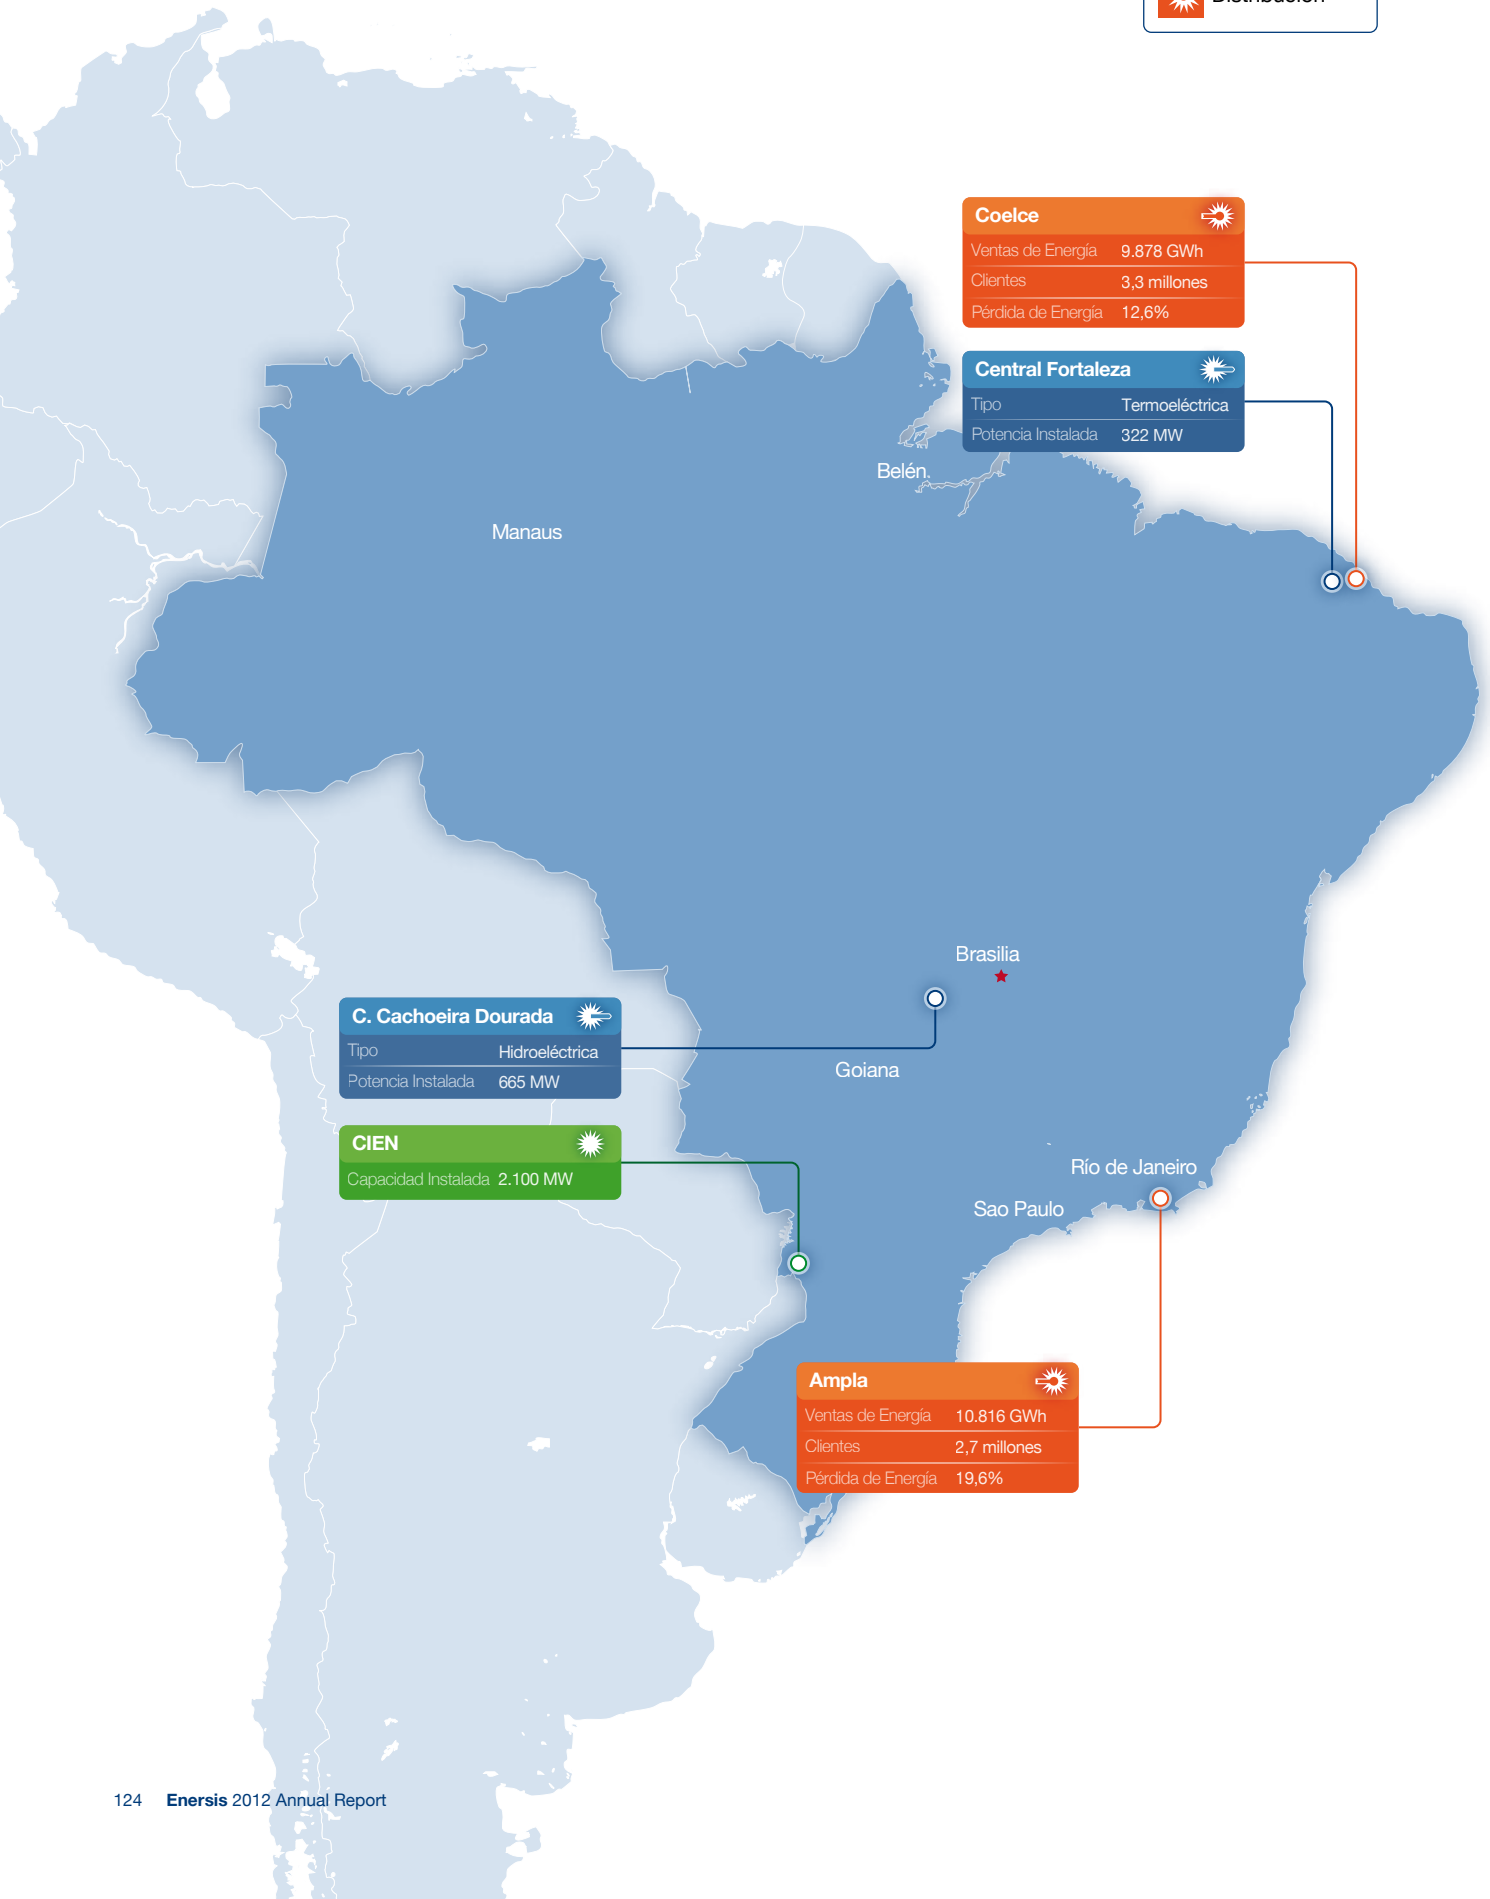 Distribución
Coelce
Ventas de Energía 9.878 GWh
Clientes 3,3 millones
Pérdida de Energía 12,6%
Central Fortaleza
Tipo Termoeléctrica
Potencia Instalada 322 MW
Belén.
Manaus
Brasilia
C. Cachoeira Dourada
Tipo Hidroeléctrica
Potencia Instalada 665 MW
Goiana
CIEN
Capacidad Instalada 2.100 MW
Río de Janeiro
Sao Paulo
Ampla
Ventas de Energía 10.816 GWh
Clientes 2,7 millones
Pérdida de Energía 19,6%
124 Enersis 2012 Annual Report